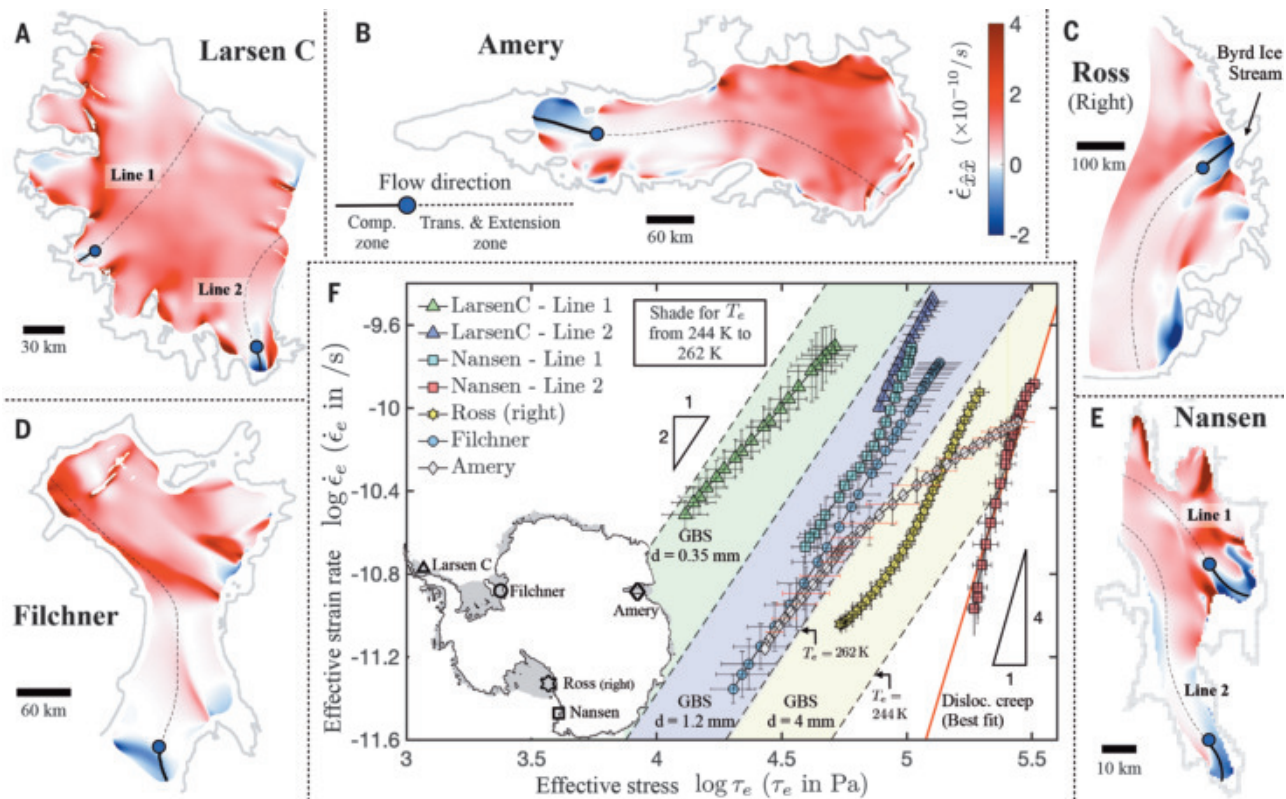 A
Larsen C
Line 1
Line 2
30 km
B
Amery
Flow direction
Comp. zone
Trans. & Extension zone
60 km
4
2
0
-2
ε̇x̂x̂ (×10⁻¹⁰/s)
C
Ross
(Right)
Byrd Ice
Stream
100 km
D
Filchner
60 km
F
LarsenC - Line 1
LarsenC - Line 2
Nansen - Line 1
Nansen - Line 2
Ross (right)
Filchner
Amery
Shade for Te
from 244 K to
262 K
1
2
GBS
d = 0.35 mm
Larsen C
Filchner
Amery
Ross (right)
Nansen
Te = 262 K
GBS
d = 1.2 mm
GBS
d = 4 mm
Te =
244 K
Disloc. creep
(Best fit)
4
1
-9.6
-10
-10.4
-10.8
-11.2
-11.6
3
3.5
4
4.5
5
5.5
Effective strain rate log ε̇e (ε̇e in /s)
Effective stress log τe (τe in Pa)
E
Nansen
Line 1
Line 2
10 km